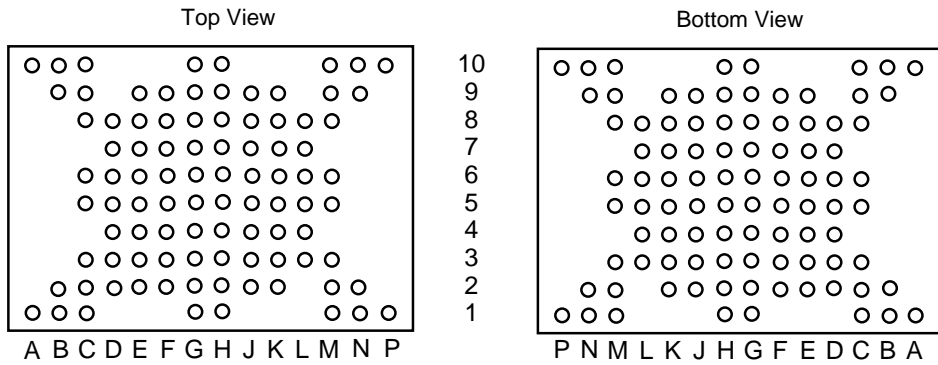 Top View
Bottom View
10
9
8
7
6
5
4
3
2
1
A B C D E F G H J K L M N P
P N M L K J H G F E D C B A